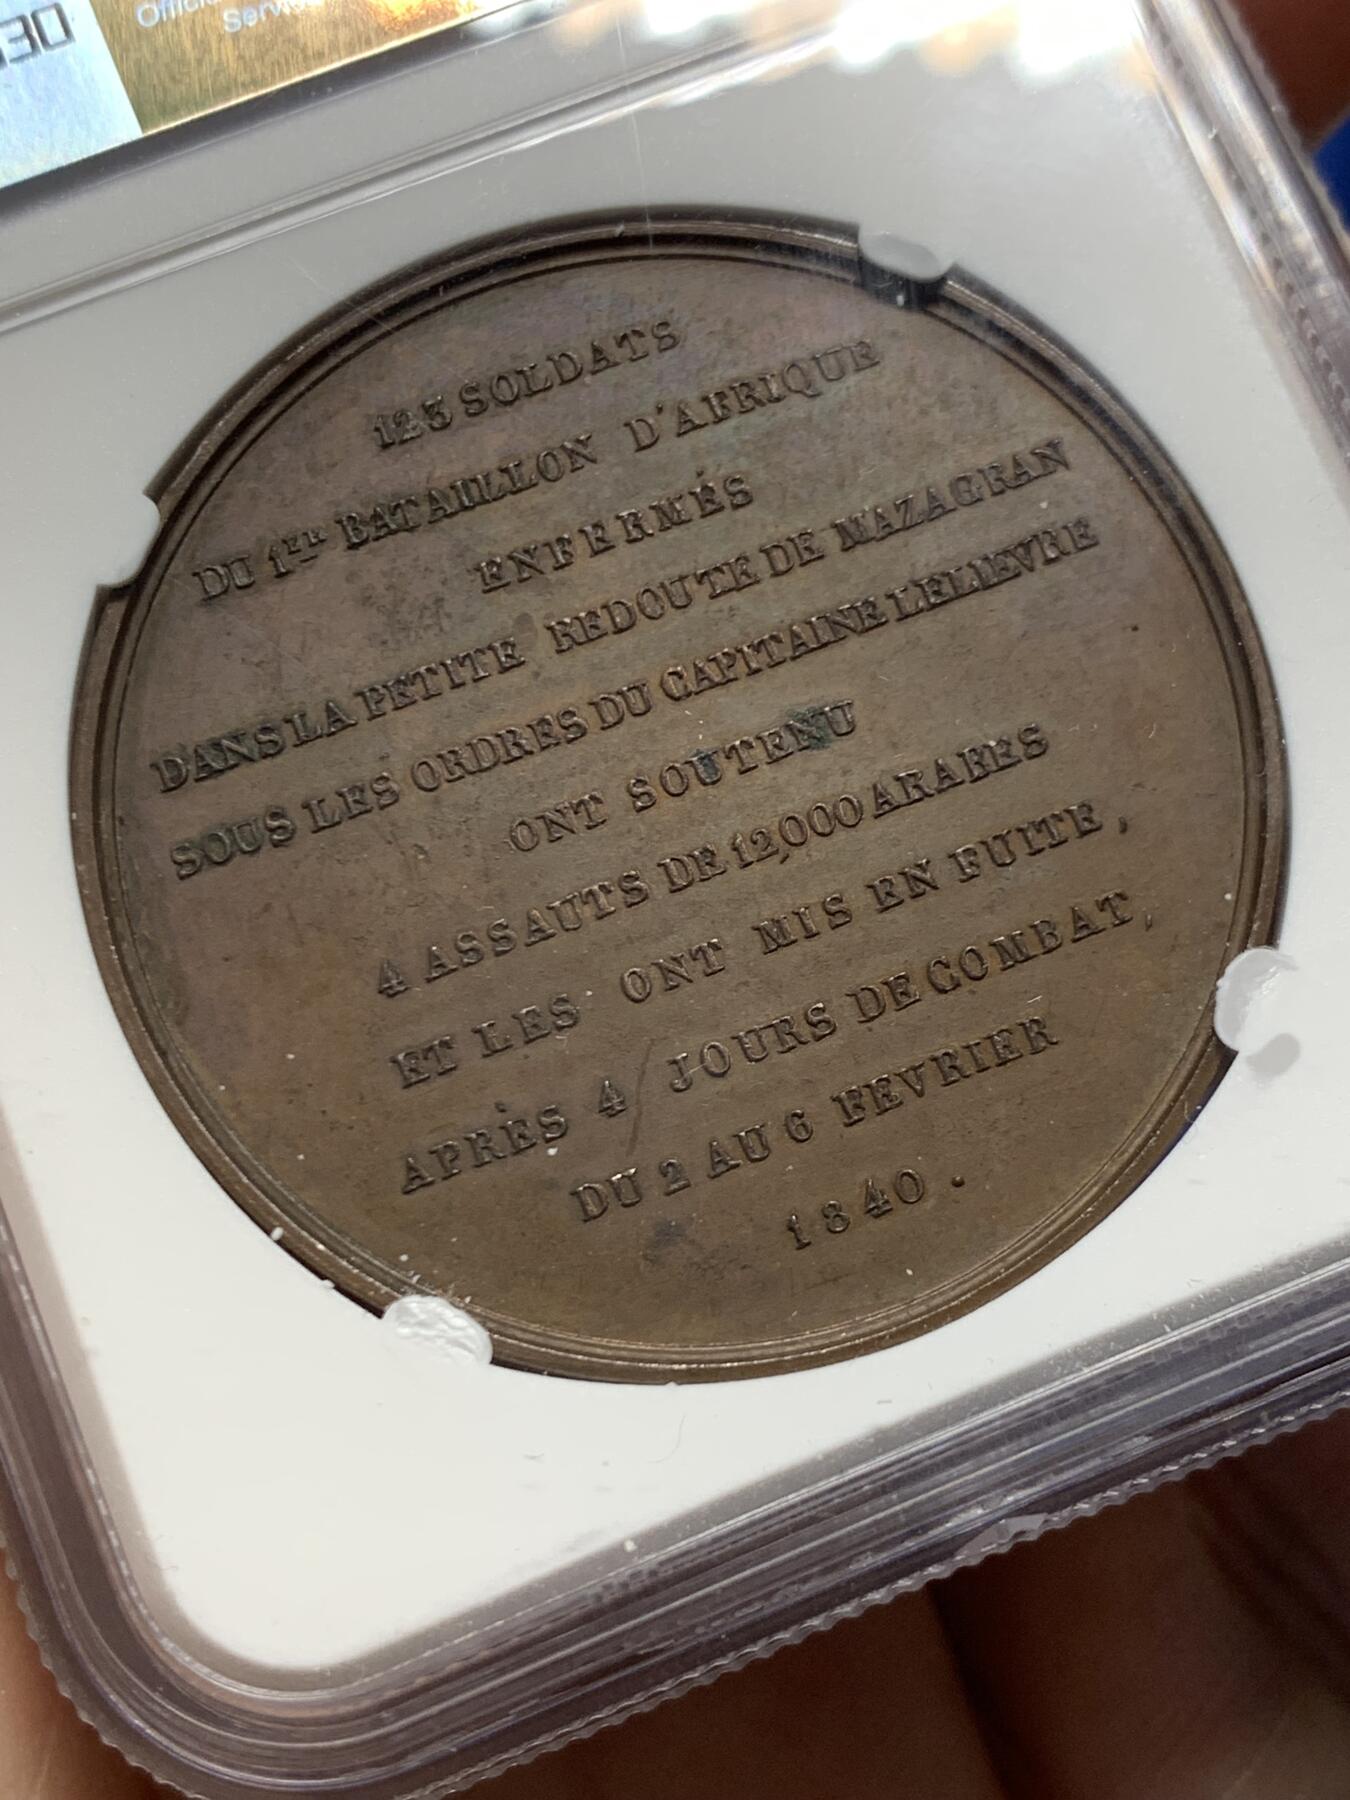 30
Servi
123 SOLDATS
DU 1ER BATAILLON D'AFRIQUE
ENFERMÉS
DANS LA PETITE REDOUTE DE MAZAGRAN
SOUS LES ORDRES DU CAPITAINE LELIEVRE
ONT SOUTENU
4 ASSAUTS DE 12,000 ARABES
ET LES ONT MIS EN FUITE,
APRÈS 4 JOURS DE COMBAT,
DU 2 AU 6 FEVRIER
1840.